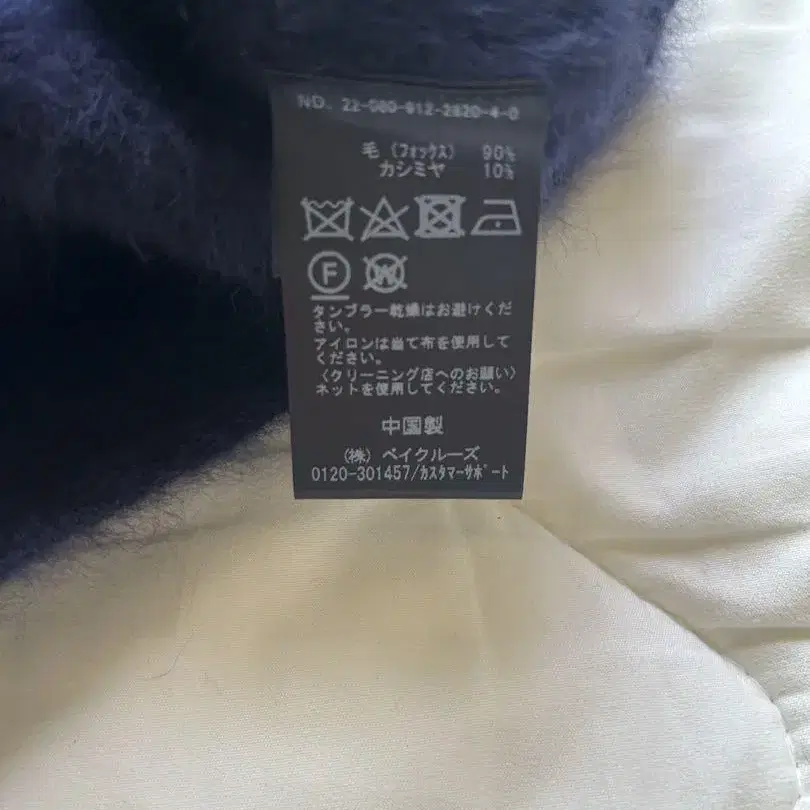 NO. 22-080-912-2820-4-0
毛 (フォックス) 90%
カシミヤ 10%
F
W
タンブラー乾燥はお避けくだ
さい。
アイロンは当て布を使用して
ください。
〈クリーニング店へのお願い〉
ネットを使用してください。
中国製
(株) ベイクルーズ
0120-301457/カスタマーサポート